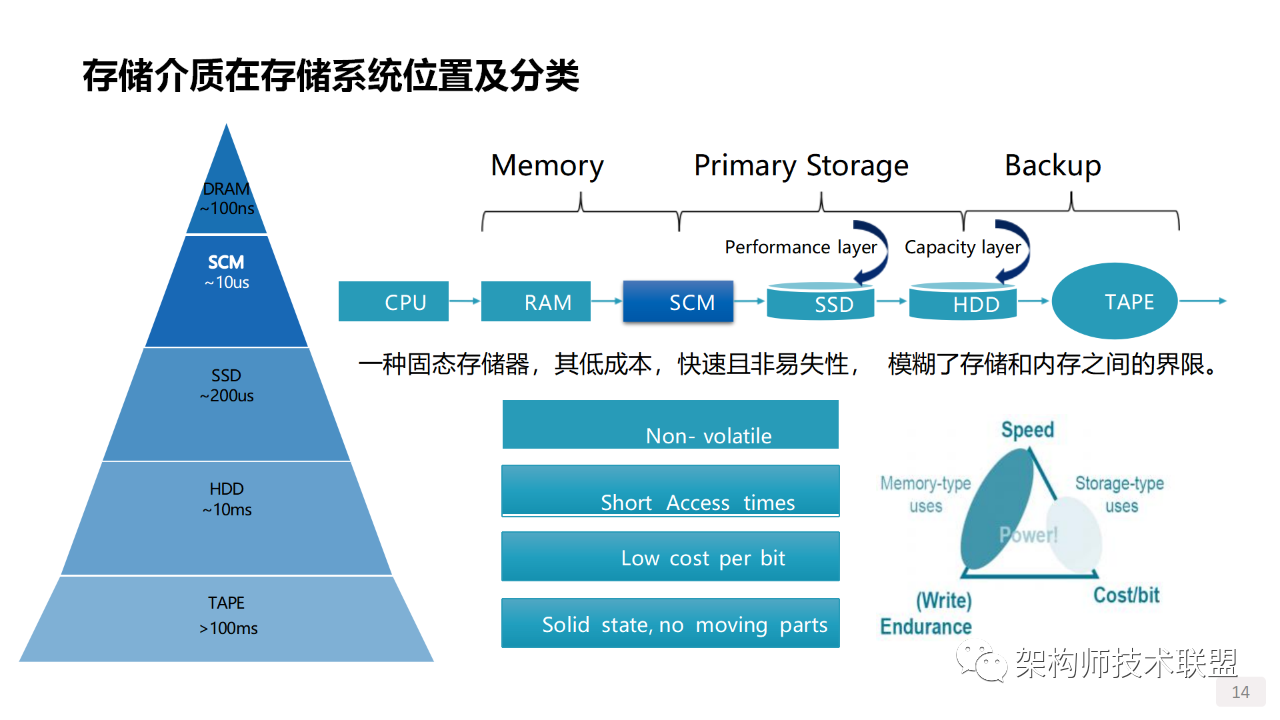 存储介质在存储系统位置及分类
DRAM
~100ns
SCM
~10us
SSD
~200us
HDD
~10ms
TAPE
>100ms
Memory
Primary Storage
Backup
Performance layer
Capacity layer
CPU
RAM
SCM
SSD
HDD
TAPE
一种固态存储器，其低成本，快速且非易失性， 模糊了存储和内存之间的界限。
Non- volatile
Short Access times
Low cost per bit
Solid state, no moving parts
Speed
Memory-type
uses
Storage-type
uses
Power!
(Write)
Endurance
Cost/bit
架构师技术联盟
14